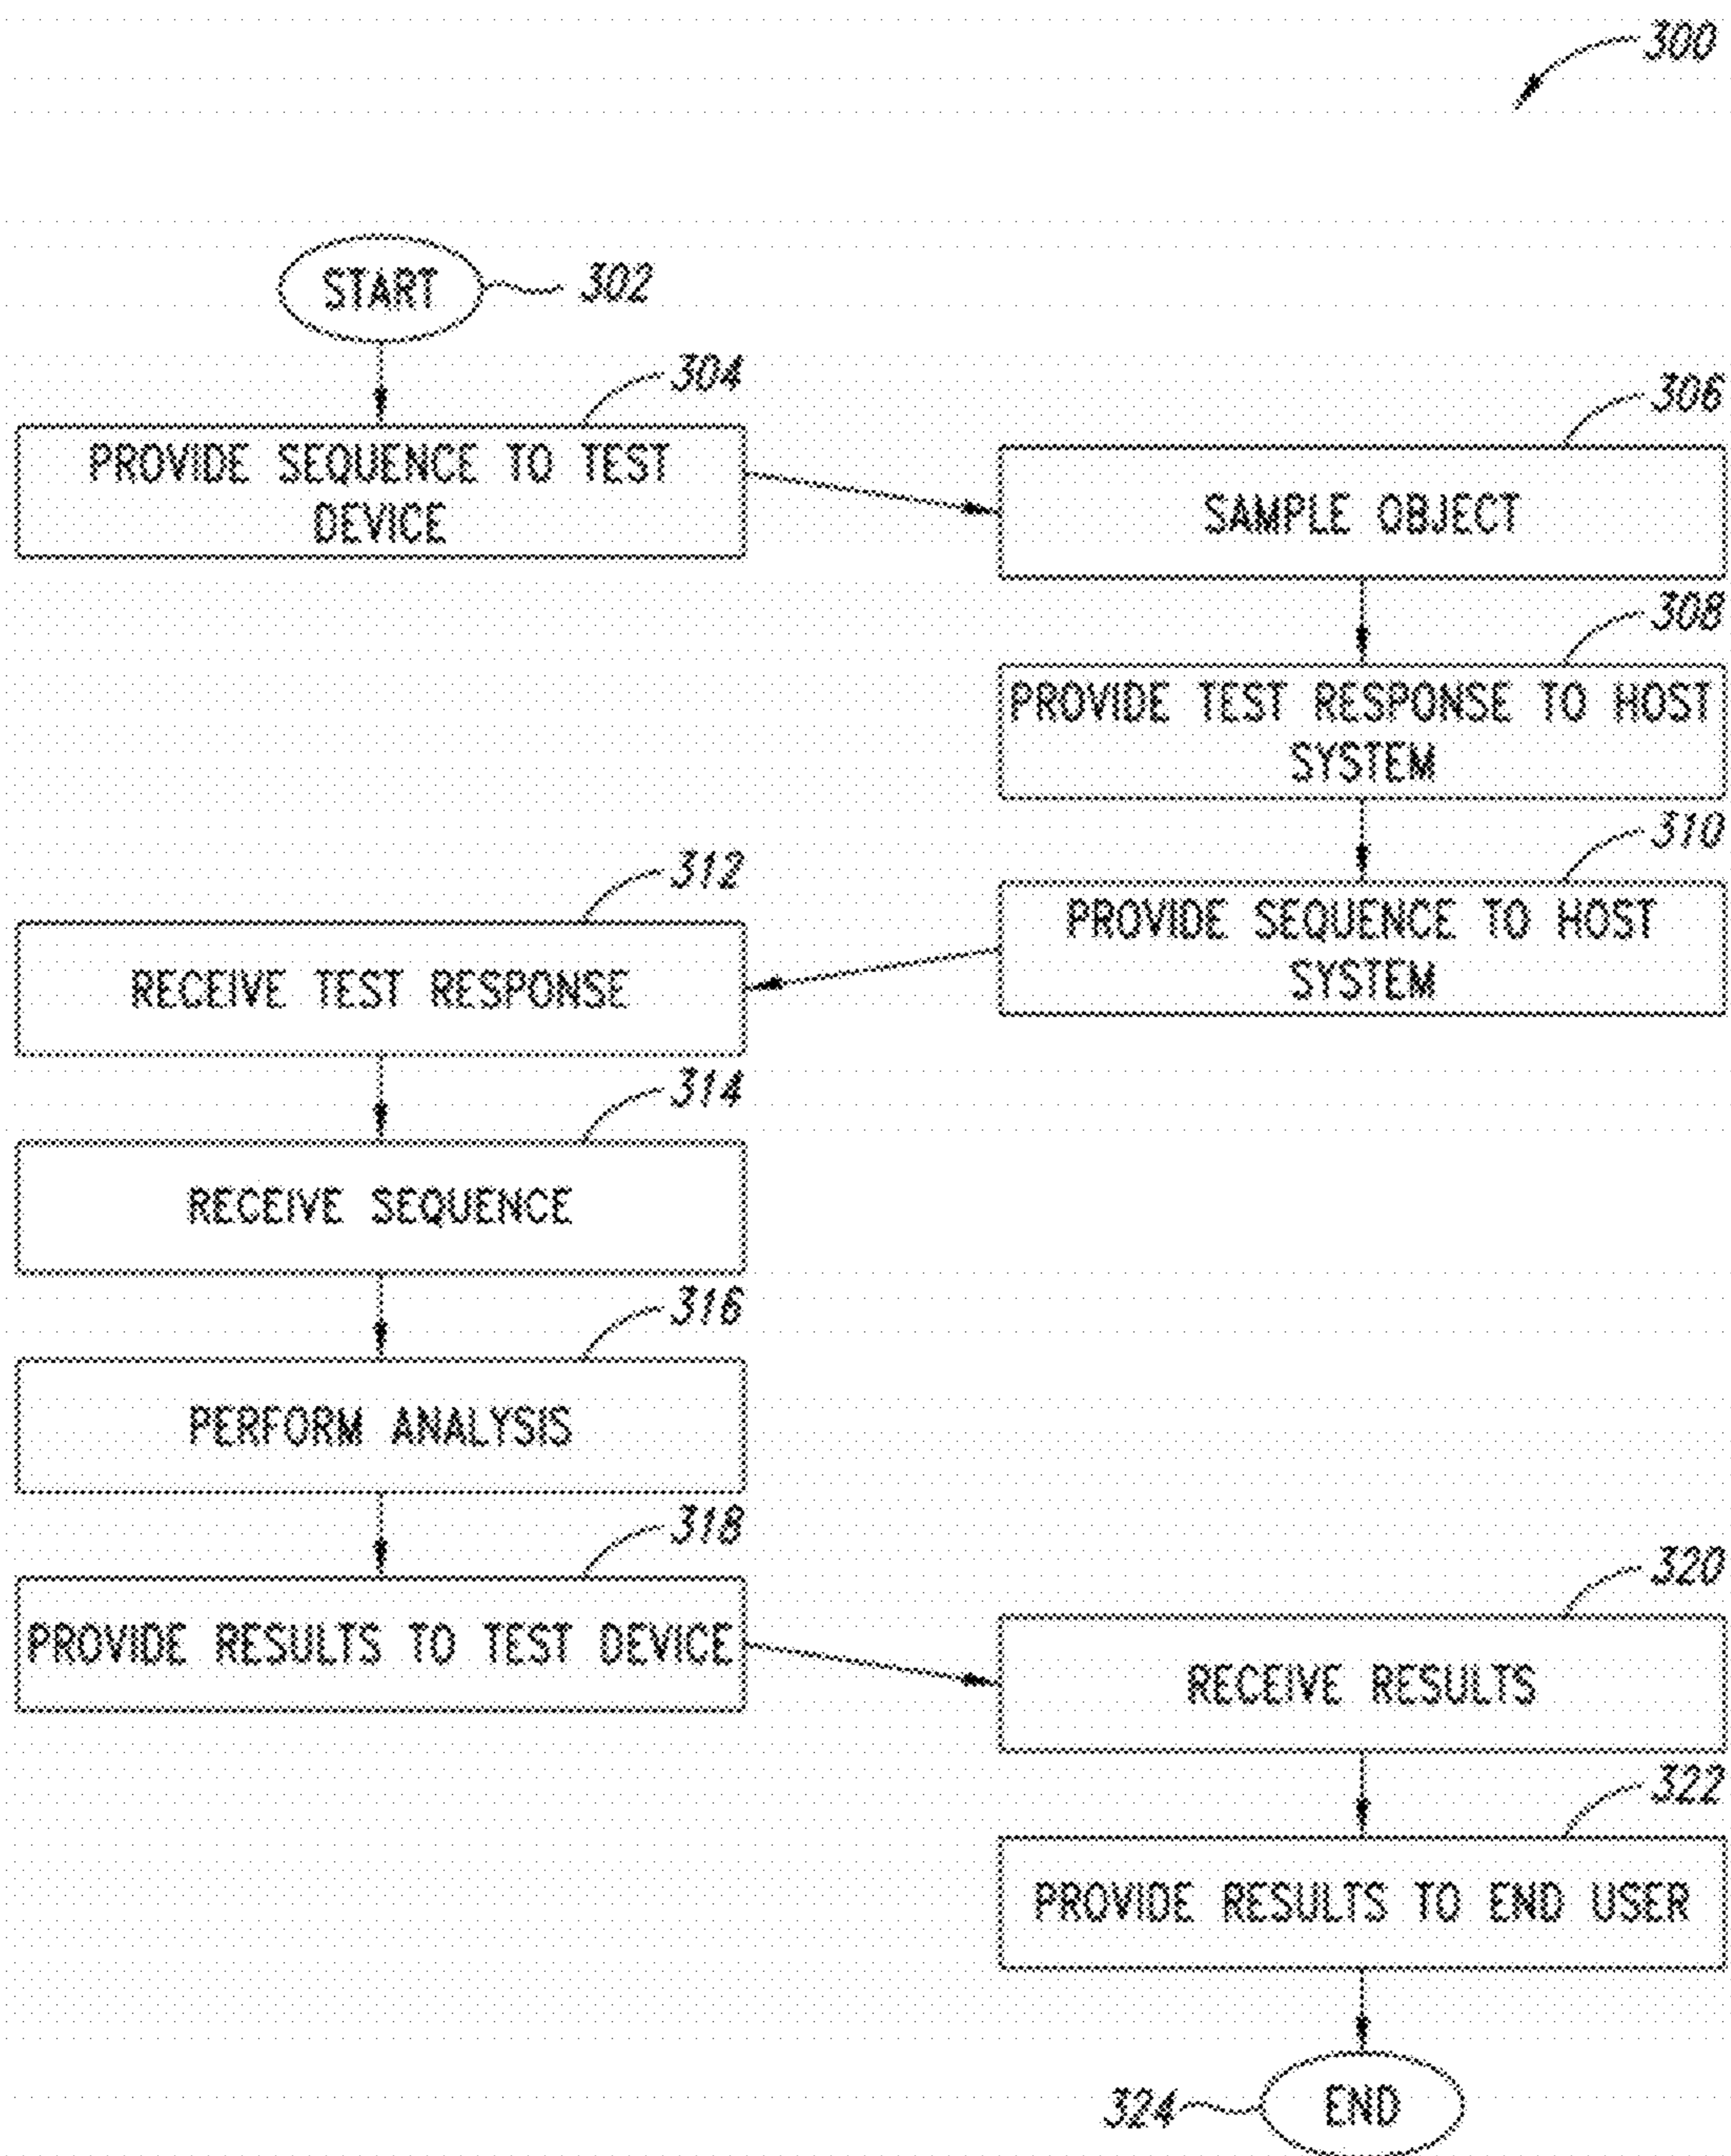 300
START
302
304
PROVIDE SEQUENCE TO TEST
DEVICE
306
SAMPLE OBJECT
308
PROVIDE TEST RESPONSE TO HOST
SYSTEM
310
PROVIDE SEQUENCE TO HOST
SYSTEM
312
RECEIVE TEST RESPONSE
314
RECEIVE SEQUENCE
316
PERFORM ANALYSIS
318
PROVIDE RESULTS TO TEST DEVICE
320
RECEIVE RESULTS
322
PROVIDE RESULTS TO END USER
324
END